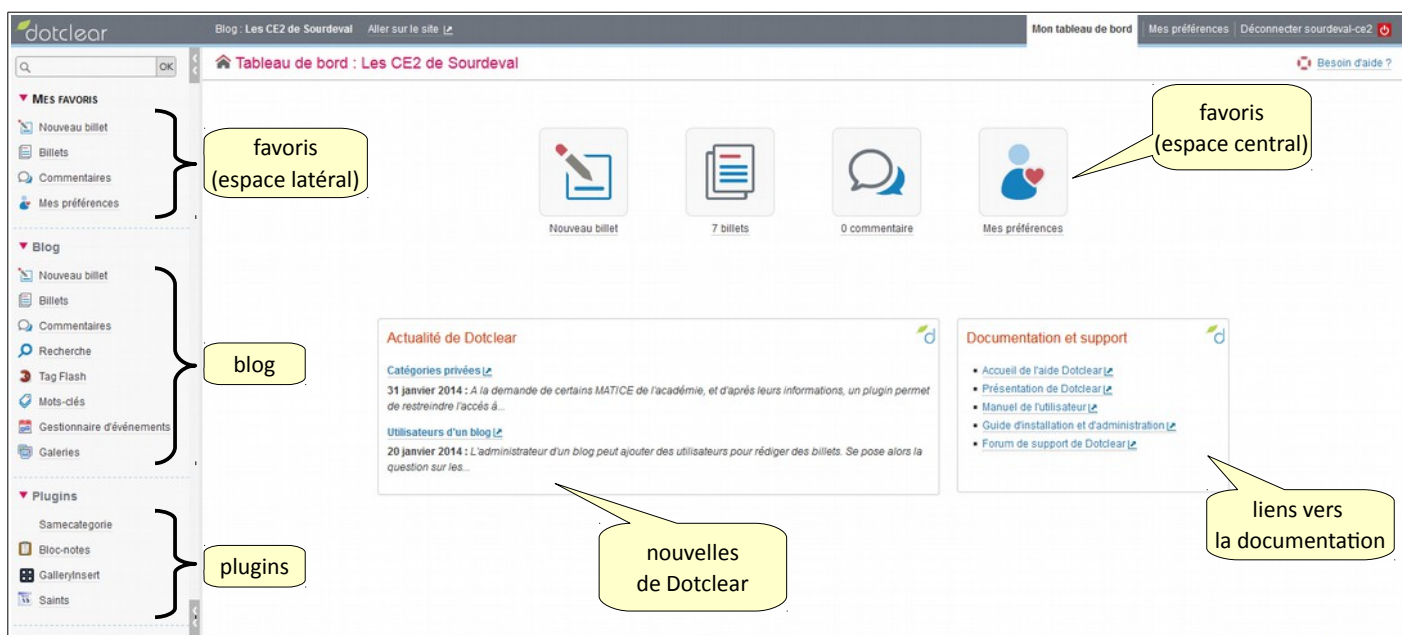 dotclear
Blog : Les CE2 de Sourdeval
Aller sur le site
Mon tableau de bord
Mes préférences
Déconnecter sourdeval-ce2
OK
Tableau de bord : Les CE2 de Sourdeval
Besoin d'aide ?
MES FAVORIS
Nouveau billet
Billets
Commentaires
Mes préférences
favoris
(espace latéral)
Nouveau billet
7 billets
0 commentaire
Mes préférences
favoris
(espace central)
Blog
Nouveau billet
Billets
Commentaires
Recherche
Tag Flash
Mots-clés
Gestionnaire d'événements
Galeries
blog
Actualité de Dotclear
Catégories privées
31 janvier 2014 : A la demande de certains MATICE de l'académie, et d'aprés leurs informations, un plugin permet
de restreindre l'accés á...
Utilisateurs d'un blog
20 janvier 2014 : L'administrateur d'un blog peut ajouter des utilisateurs pour rédiger des billets. Se pose alors la
question sur les...
Documentation et support
Accueil de l'aide Dotclear
Présentation de Dotclear
Manuel de l'utilisateur
Guide d'installation et d'administration
Forum de support de Dotclear
nouvelles
de Dotclear
liens vers
la documentation
Plugins
Samecategorie
Bloc-notes
GalleryInsert
Saints
plugins